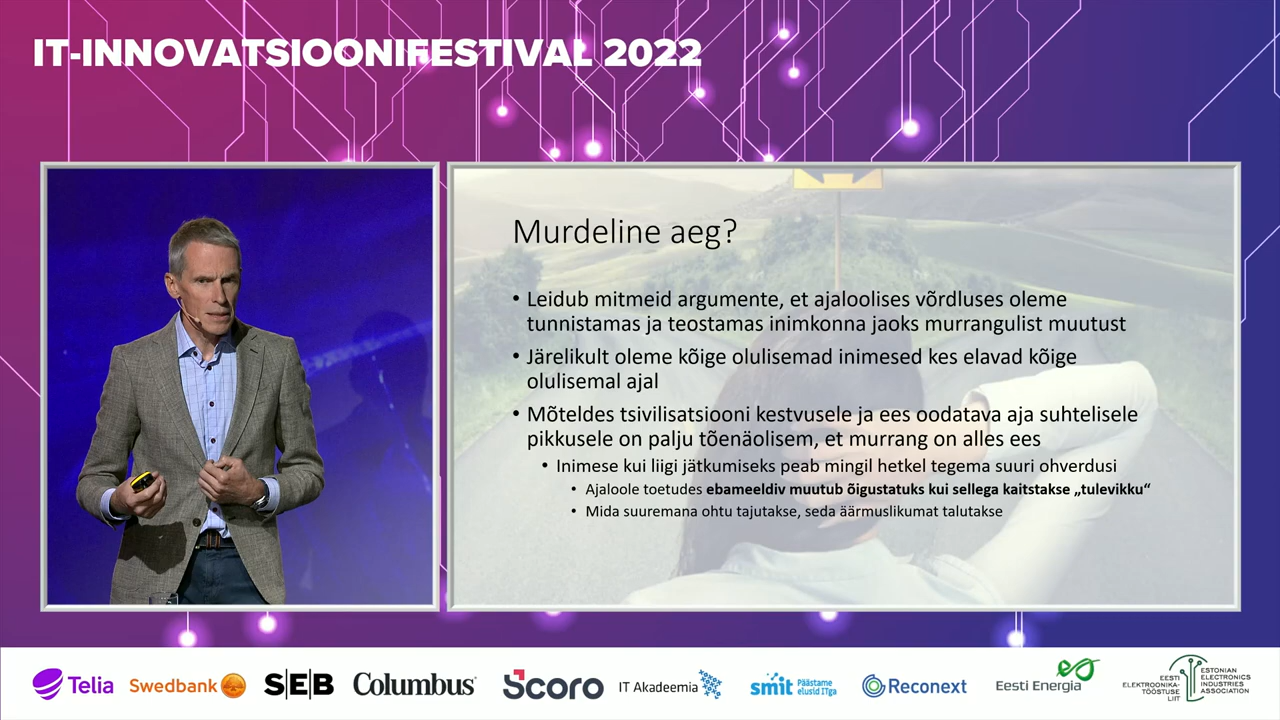 IT-INNOVATSIOONIFESTIVAL 2022
Murdeline aeg?
• Leidub mitmeid argumente, et ajaloolises võrdluses oleme
tunnistamas ja teostamas inimkonna jaoks murrangulist muutust
• Järelikult oleme kõige olulisemad inimesed kes elavad kõige
olulisemal ajal
• Mõteldes tsivilisatsiooni kestvusele ja ees oodatava aja suhtelisele
pikkusele on palju tõenäolisem, et murrang on alles ees
• Inimese kui liigi jätkumiseks peab mingil hetkel tegema suuri ohverdusi
• Ajaloole toetudes ebameeldiv muutub õigustatuks kui sellega kaitstakse „tulevikku“
• Mida suuremana ohtu tajutakse, seda äärmuslikumat talutakse
Telia
Swedbank
S|E|B
Columbus
Scoro
IT Akadeemia
smit
Päästame
elusid ITga
Reconext
Eesti Energia
EESTI
ELEKTROONIKA-
TÖÖSTUSE
LIIT
ESTONIAN
ELECTRONICS
INDUSTRIES
ASSOCIATION